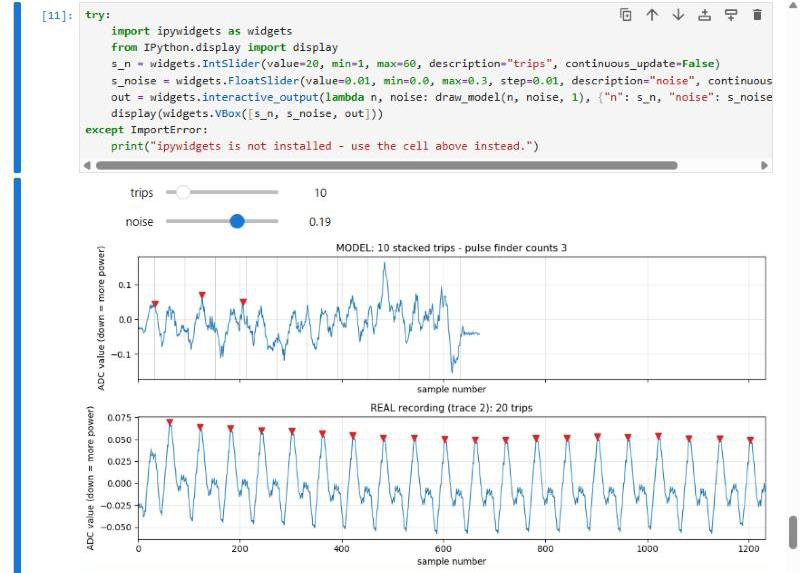 [11]: try:
import ipywidgets as widgets
from IPython.display import display
s_n = widgets.IntSlider(value=20, min=1, max=60, description="trips", continuous_update=False)
s_noise = widgets.FloatSlider(value=0.01, min=0.0, max=0.3, step=0.01, description="noise", continuous
out = widgets.interactive_output(lambda n, noise: draw_model(n, noise, 1), {"n": s_n, "noise": s_noise
display(widgets.VBox([s_n, s_noise, out]))
except ImportError:
print("ipywidgets is not installed - use the cell above instead.")
trips 10
noise 0.19
MODEL: 10 stacked trips - pulse finder counts 3
ADC value (down = more power)
0.1
0.0
−0.1
sample number
REAL recording (trace 2): 20 trips
ADC value (down = more power)
0.075
0.050
0.025
0.000
−0.025
−0.050
0 200 400 600 800 1000 1200
sample number